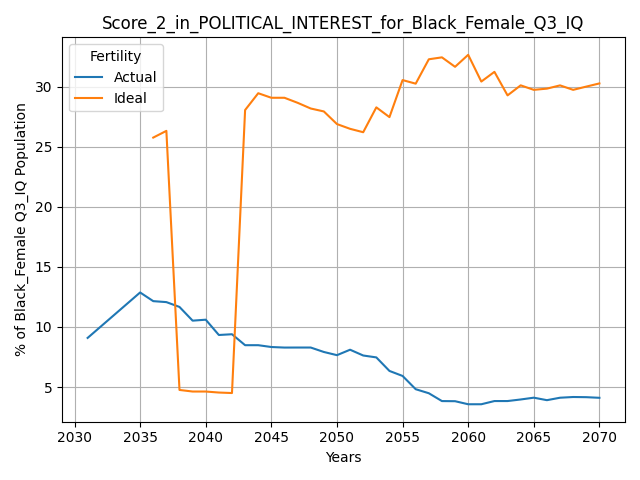 Score_2_in_POLITICAL_INTEREST_for_Black_Female_Q3_IQ
Fertility
Actual
Ideal
% of Black_Female Q3_IQ Population
30
25
20
15
10
5
2030 2035 2040 2045 2050 2055 2060 2065 2070
Years